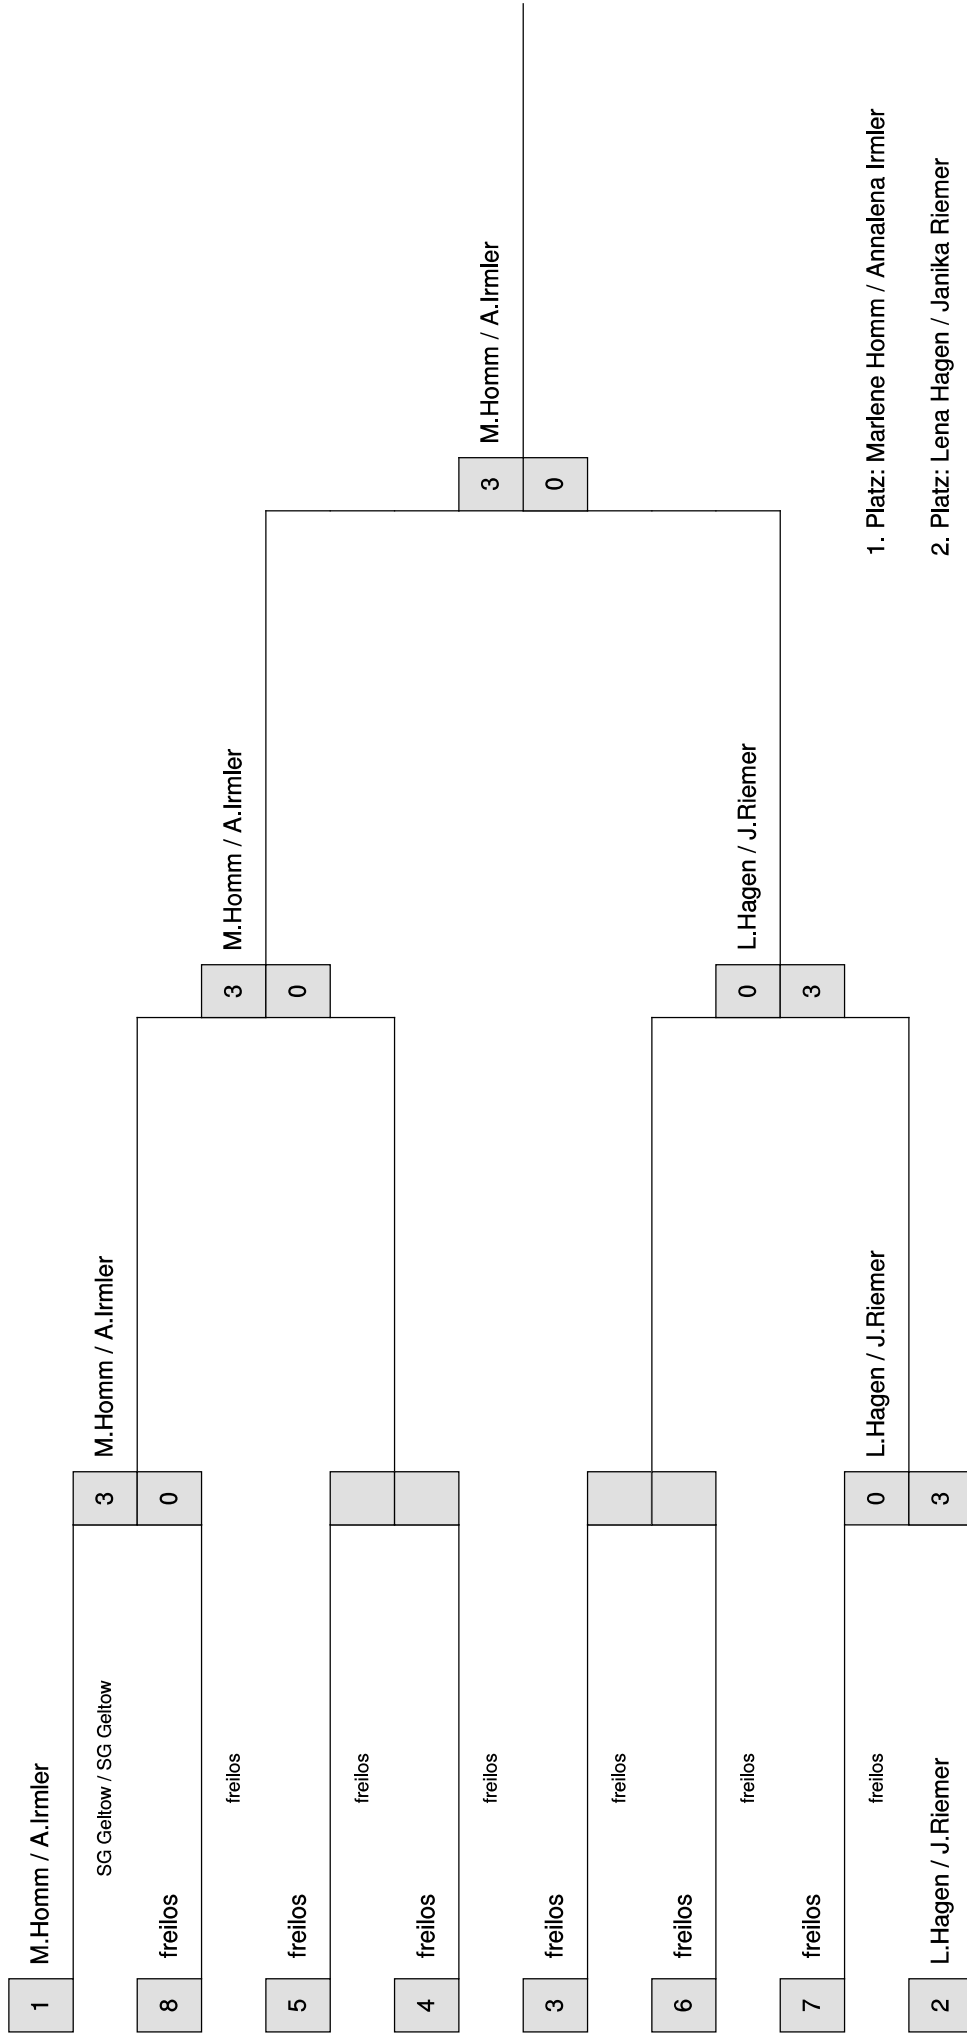 1 M.Homm / A.Irmler
SG Geltow / SG Geltow
3 M.Homm / A.Irmler
8 freilos
0
freilos
3 M.Homm / A.Irmler
5 freilos
0
freilos
4 freilos
freilos
3 M.Homm / A.Irmler
3 freilos
0
freilos
6 freilos
freilos
0 L.Hagen / J.Riemer
7 freilos
3
freilos
0 L.Hagen / J.Riemer
1. Platz: Marlene Homm / Annalena Irmler
2 L.Hagen / J.Riemer
3
2. Platz: Lena Hagen / Janika Riemer